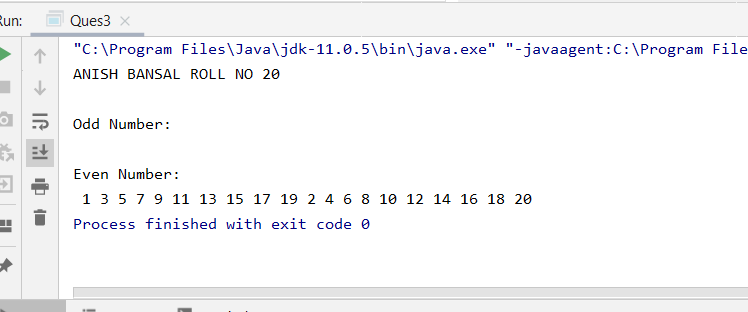 Run: Ques3
"C:\Program Files\Java\jdk-11.0.5\bin\java.exe" "-javaagent:C:\Program File
ANISH BANSAL ROLL NO 20
Odd Number:
Even Number:
1 3 5 7 9 11 13 15 17 19 2 4 6 8 10 12 14 16 18 20
Process finished with exit code 0